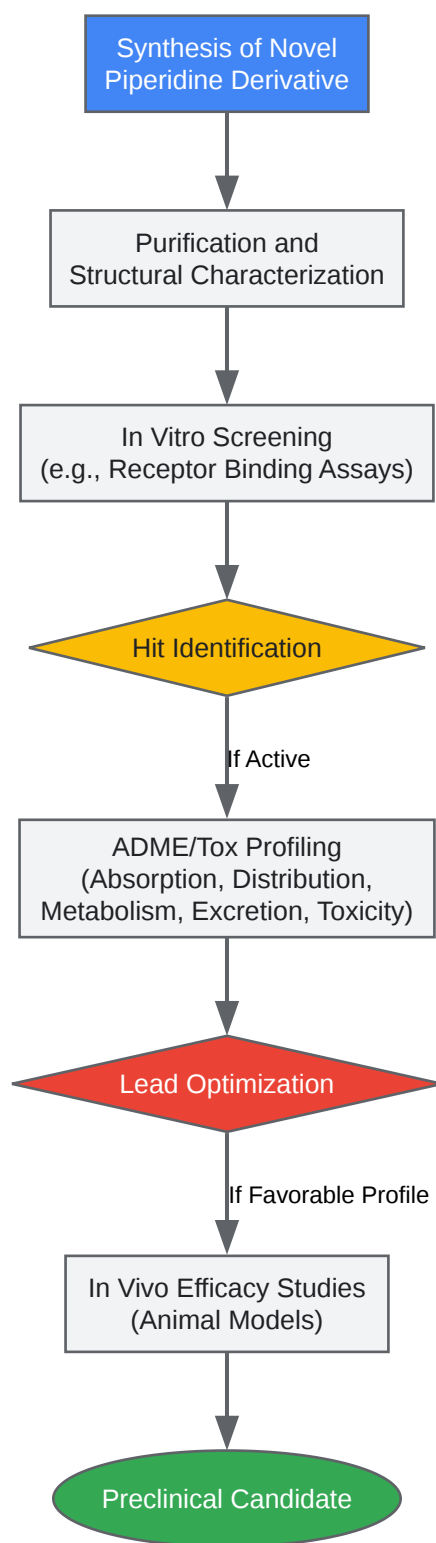 Synthesis of Novel
Piperidine Derivative
Purification and
Structural Characterization
In Vitro Screening
(e.g., Receptor Binding Assays)
Hit Identification
If Active
ADME/Tox Profiling
(Absorption, Distribution,
Metabolism, Excretion, Toxicity)
Lead Optimization
If Favorable Profile
In Vivo Efficacy Studies
(Animal Models)
Preclinical Candidate